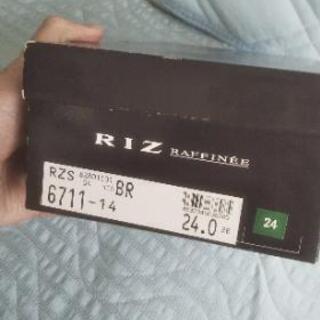 RIZ RAFFINÉE
RZS BR
6711-14
24.0
24